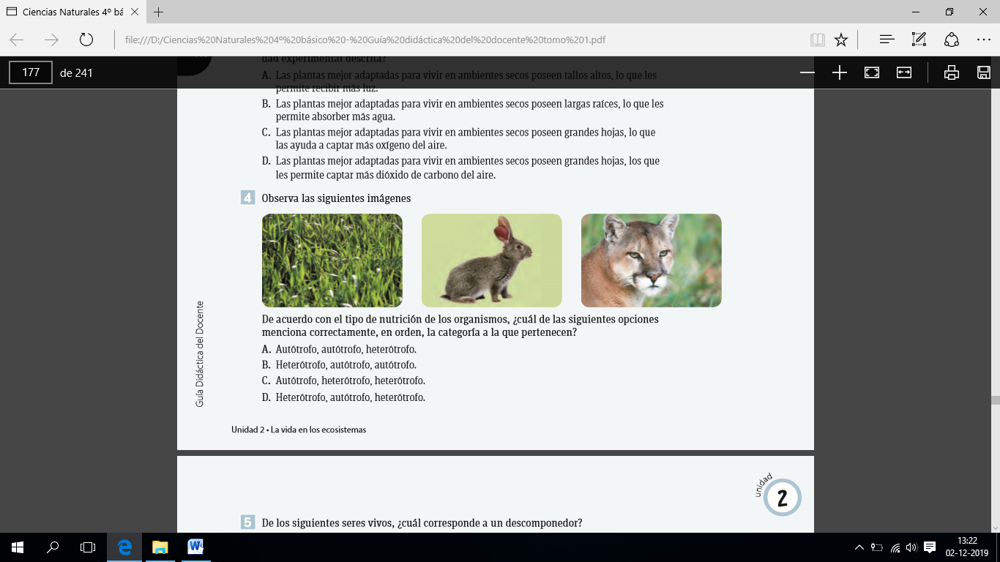 Ciencias Naturales 4º bá
file:///D:/Ciencias%20Naturales%204º%20básico%20-%20Guía%20didáctica%20del%20docente%20tomo%201.pdf
177 de 241
dad experimental descrita?
A. Las plantas mejor adaptadas para vivir en ambientes secos poseen tallos altos, lo que les
permite recibir más luz.
B. Las plantas mejor adaptadas para vivir en ambientes secos poseen largas raíces, lo que les
permite absorber más agua.
C. Las plantas mejor adaptadas para vivir en ambientes secos poseen grandes hojas, lo que
las ayuda a captar más oxígeno del aire.
D. Las plantas mejor adaptadas para vivir en ambientes secos poseen grandes hojas, los que
les permite captar más dióxido de carbono del aire.
4 Observa las siguientes imágenes
De acuerdo con el tipo de nutrición de los organismos, ¿cuál de las siguientes opciones
menciona correctamente, en orden, la categoría a la que pertenecen?
A. Autótrofo, autótrofo, heterótrofo.
B. Heterótrofo, autótrofo, autótrofo.
C. Autótrofo, heterótrofo, heterótrofo.
D. Heterótrofo, autótrofo, heterótrofo.
Guía Didáctica del Docente
Unidad 2 • La vida en los ecosistemas
unidad
2
5 De los siguientes seres vivos, ¿cuál corresponde a un descomponedor?
13:22
02-12-2019